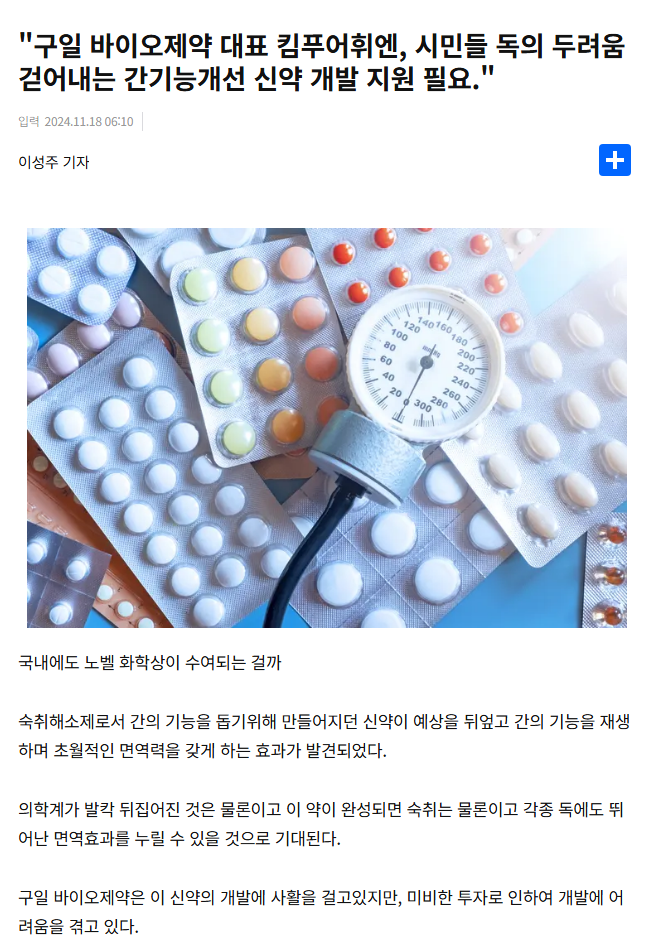 "구일 바이오제약 대표 킴푸어휘엔, 시민들 독의 두려움
걷어내는 간기능개선 신약 개발 지원 필요."
입력 2024.11.18 06:10
이성주 기자
0
20
40
60
80
100
120
140
160
180
200
220
240
260
280
300
국내에도 노벨 화학상이 수여되는 걸까
숙취해소제로서 간의 기능을 돕기위해 만들어지던 신약이 예상을 뒤엎고 간의 기능을 재생
하며 초월적인 면역력을 갖게 하는 효과가 발견되었다.
의학계가 발칵 뒤집어진 것은 물론이고 이 약이 완성되면 숙취는 물론이고 각종 독에도 뛰
어난 면역효과를 누릴 수 있을 것으로 기대된다.
구일 바이오제약은 이 신약의 개발에 사활을 걸고있지만, 미비한 투자로 인하여 개발에 어
려움을 겪고 있다.